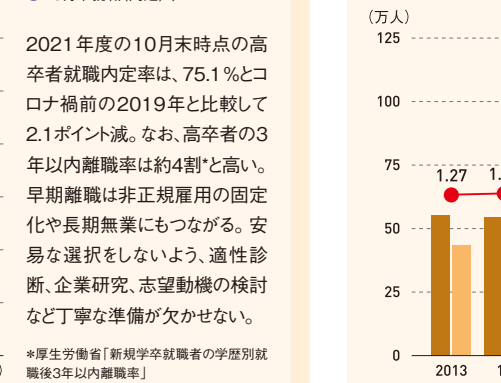 2021年度の10月末時点の高
卒者就職内定率は、75.1%とコ
ロナ禍前の2019年と比較して
2.1ポイント減。なお、高卒者の3
年以内離職率は約4割*と高い。
早期離職は非正規雇用の固定
化や長期無業にもつながる。安
易な選択をしないよう、適性診
断、企業研究、志望動機の検討
など丁寧な準備が欠かせない。
*厚生労働省「新規学卒就職者の学歴別就
職後3年以内離職率」
(万人)
125
100
75
1.27
50
25
0
2013